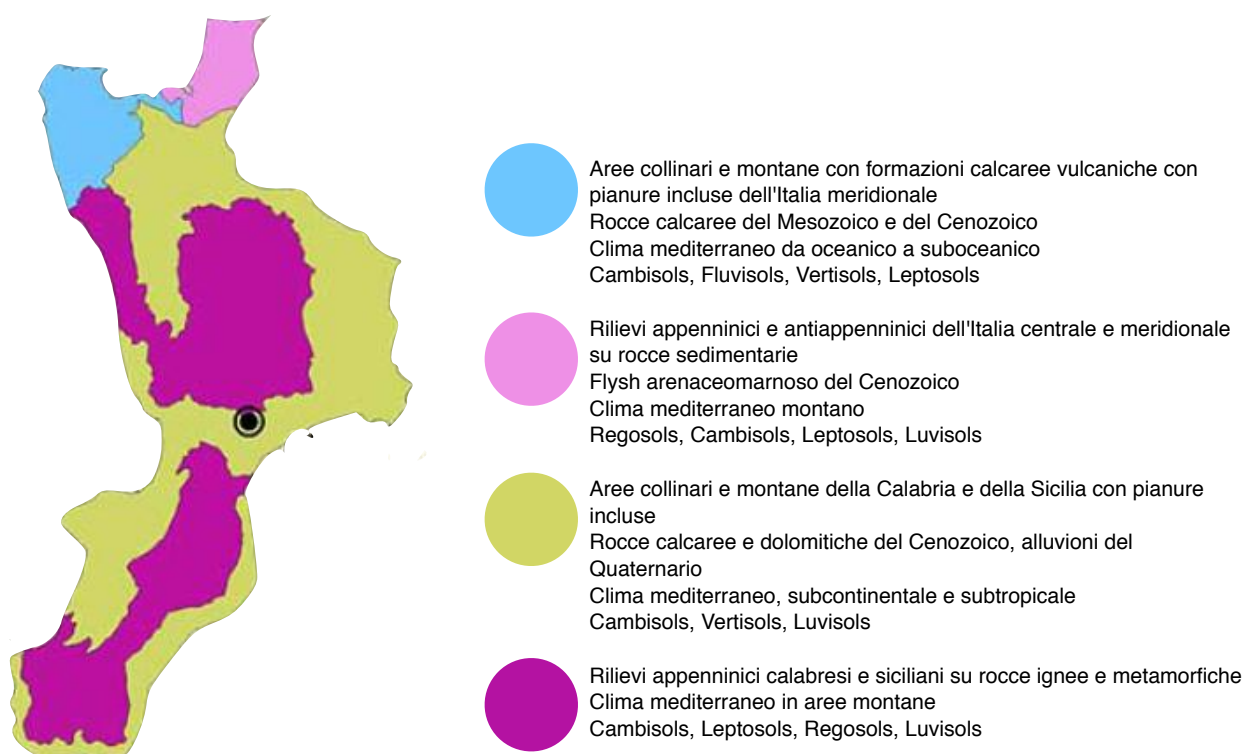 Aree collinari e montane con formazioni calcaree vulcaniche con
pianure incluse dell'Italia meridionale
Rocce calcaree del Mesozoico e del Cenozoico
Clima mediterraneo da oceanico a suboceanico
Cambisols, Fluvisols, Vertisols, Leptosols
Rilievi appenninici e antiappenninici dell'Italia centrale e meridionale
su rocce sedimentarie
Flysh arenaceomarnoso del Cenozoico
Clima mediterraneo montano
Regosols, Cambisols, Leptosols, Luvisols
Aree collinari e montane della Calabria e della Sicilia con pianure
incluse
Rocce calcaree e dolomitiche del Cenozoico, alluvioni del
Quaternario
Clima mediterraneo, subcontinentale e subtropicale
Cambisols, Vertisols, Luvisols
Rilievi appenninici calabresi e siciliani su rocce ignee e metamorfiche
Clima mediterraneo in aree montane
Cambisols, Leptosols, Regosols, Luvisols